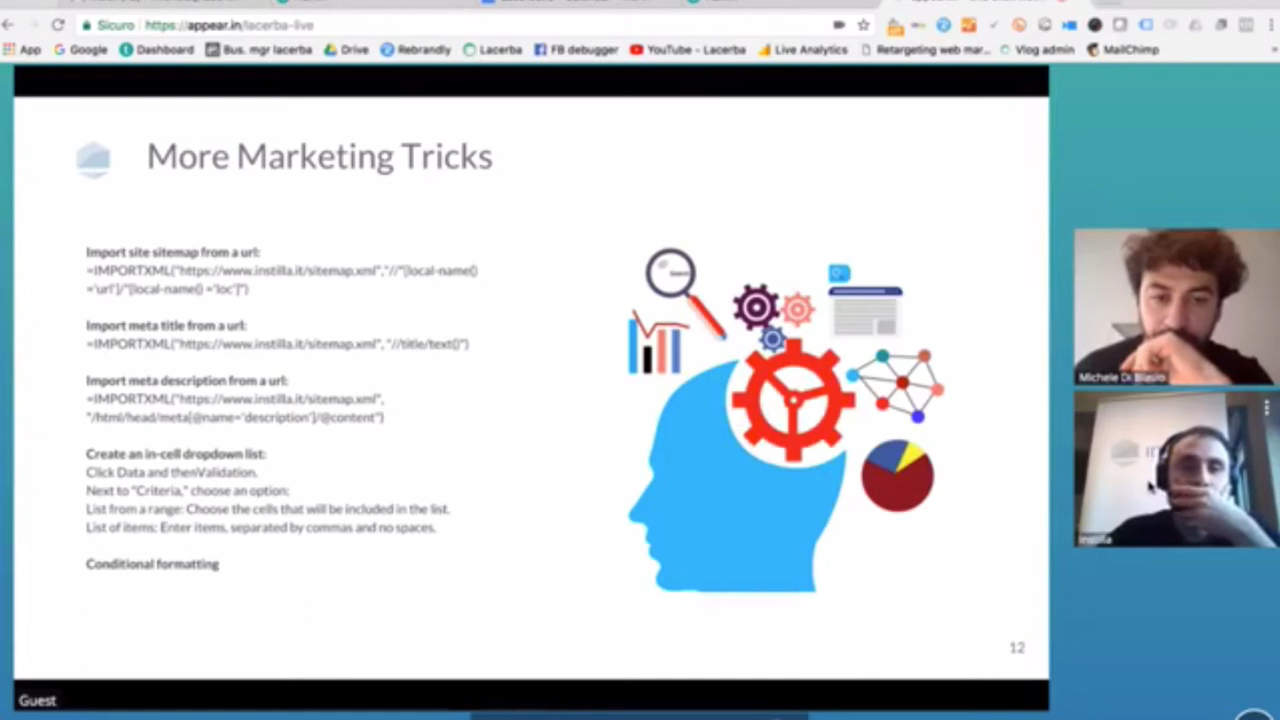 Sicuro https://appear.in/lacerba-live
App Google Dashboard Bus. mgr lacerba Drive Rebrandly Lacerba FB debugger YouTube - Lacerba Live Analytics Retargeting web mar... Vlog admin MailChimp
More Marketing Tricks
Import site sitemap from a url:
=IMPORTXML("https://www.instilla.it/sitemap.xml","//*[local-name()
='url']/*[local-name() ='loc']")
Import meta title from a url:
=IMPORTXML("https://www.instilla.it/sitemap.xml", "//title/text()")
Import meta description from a url:
=IMPORTXML("https://www.instilla.it/sitemap.xml",
"/html/head/meta[@name='description']/@content")
Create an in-cell dropdown list:
Click Data and thenValidation.
Next to "Criteria," choose an option:
List from a range: Choose the cells that will be included in the list.
List of items: Enter items, separated by commas and no spaces.
Conditional formatting
12
Michele Di Blasio
Instilla
Guest